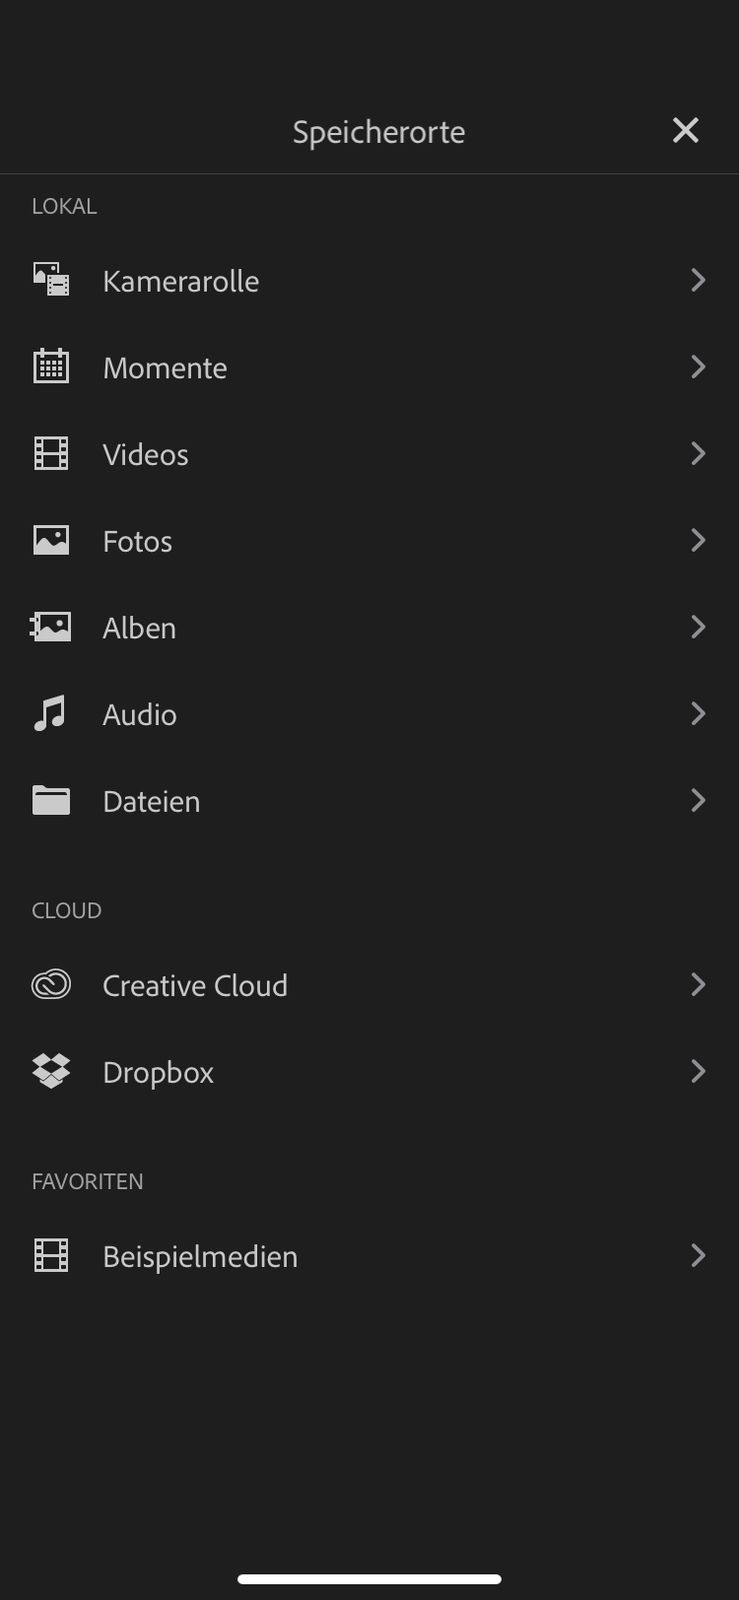 Speicherorte
LOKAL
Kamerarolle
Momente
Videos
Fotos
Alben
Audio
Dateien
CLOUD
Creative Cloud
Dropbox
FAVORITEN
Beispielmedien